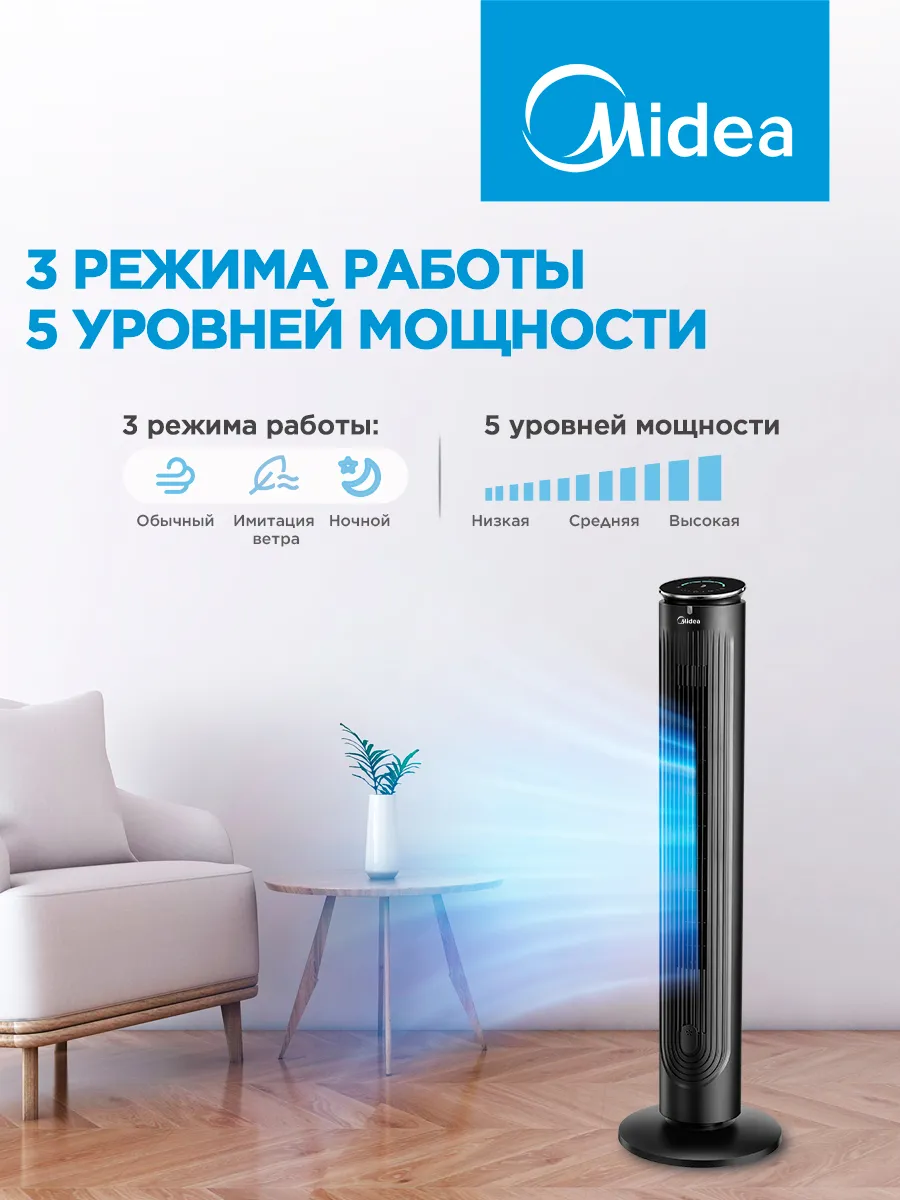 Midea
3 РЕЖИМА РАБОТЫ
5 УРОВНЕЙ МОЩНОСТИ
3 режима работы:
Обычный
Имитация
ветра
Ночной
5 уровней мощности
Низкая
Средняя
Высокая
Midea